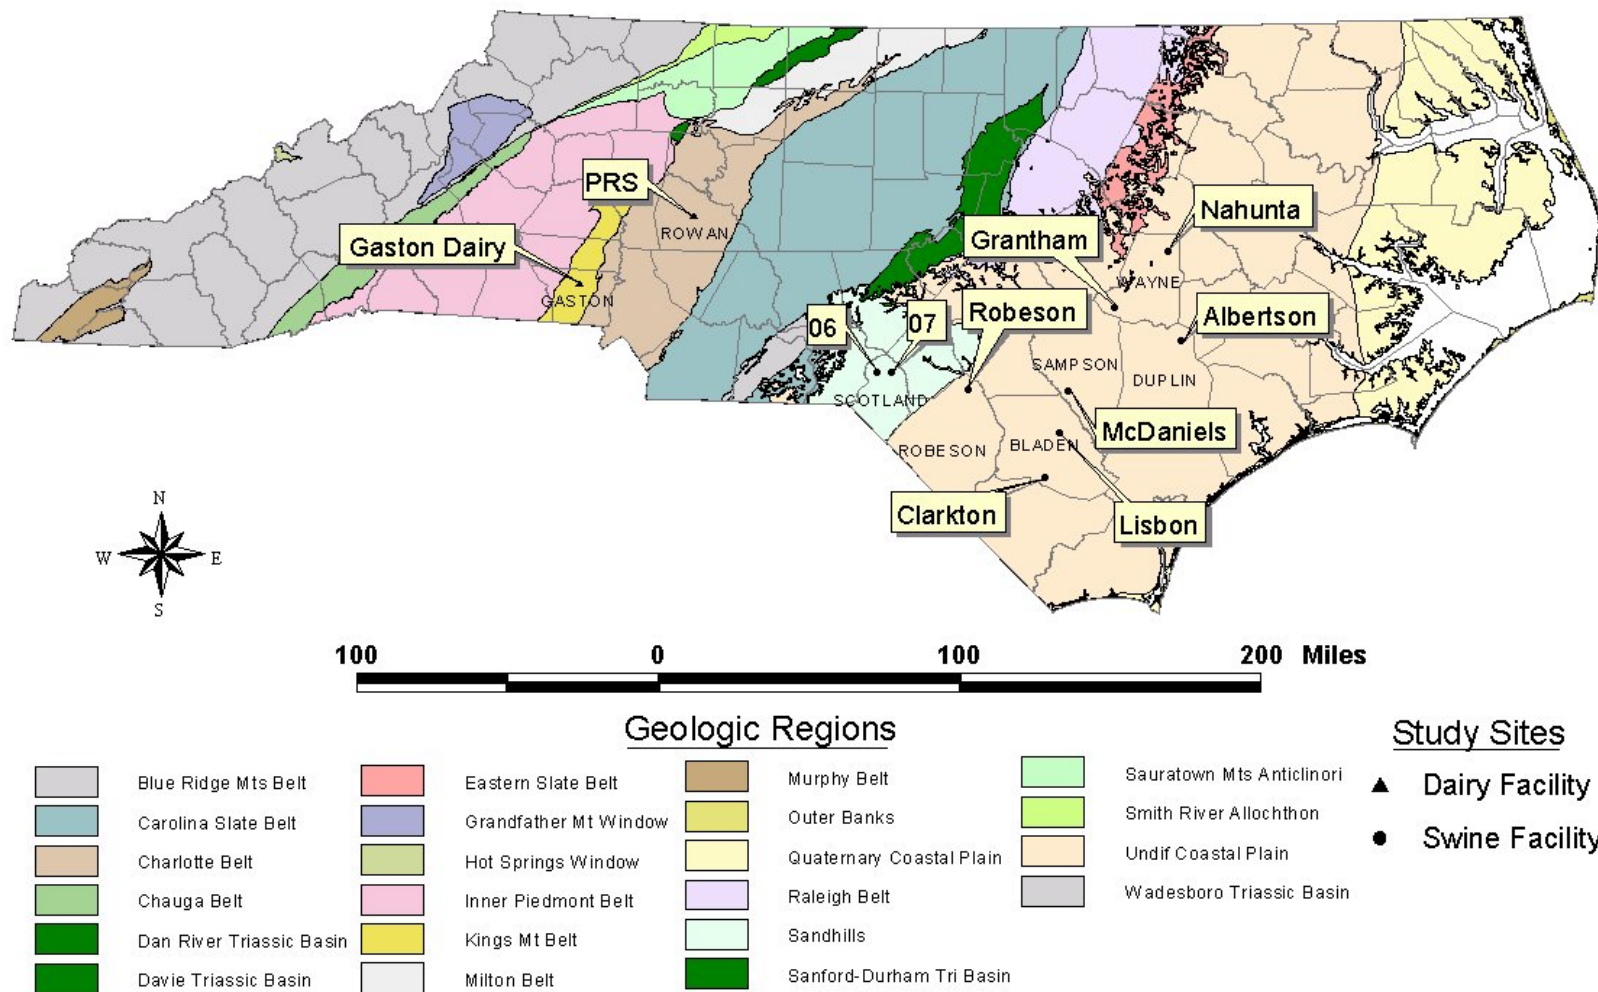 PRS
ROWAN
Nahunta
Gaston Dairy
Grantham
WAYNE
GASTON
06
07
Robeson
Albertson
SAMPSON
DUPLIN
SCOTLAND
McDaniels
ROBESON
BLADEN
Clarkton
Lisbon
N
W
E
S
100 0 100 200 Miles
Geologic Regions
Blue Ridge Mts Belt
Carolina Slate Belt
Charlotte Belt
Chauga Belt
Dan River Triassic Basin
Davie Triassic Basin
Eastern Slate Belt
Grandfather Mt Window
Hot Springs Window
Inner Piedmont Belt
Kings Mt Belt
Milton Belt
Murphy Belt
Outer Banks
Quaternary Coastal Plain
Raleigh Belt
Sandhills
Sanford-Durham Tri Basin
Sauratown Mts Anticlinori
Smith River Allochthon
Undif Coastal Plain
Wadesboro Triassic Basin
Study Sites
Dairy Facility
Swine Facility